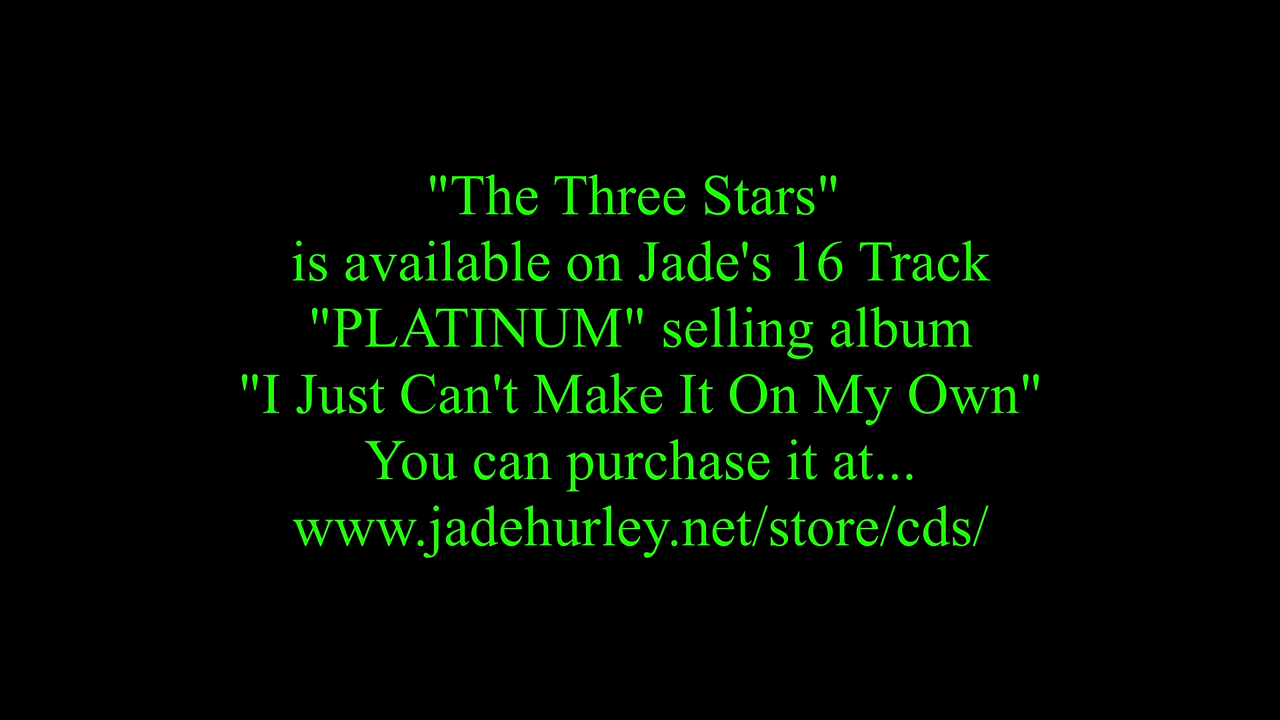 "The Three Stars"
is available on Jade's 16 Track
"PLATINUM" selling album
"I Just Can't Make It On My Own"
You can purchase it at...
www.jadehurley.net/store/cds/